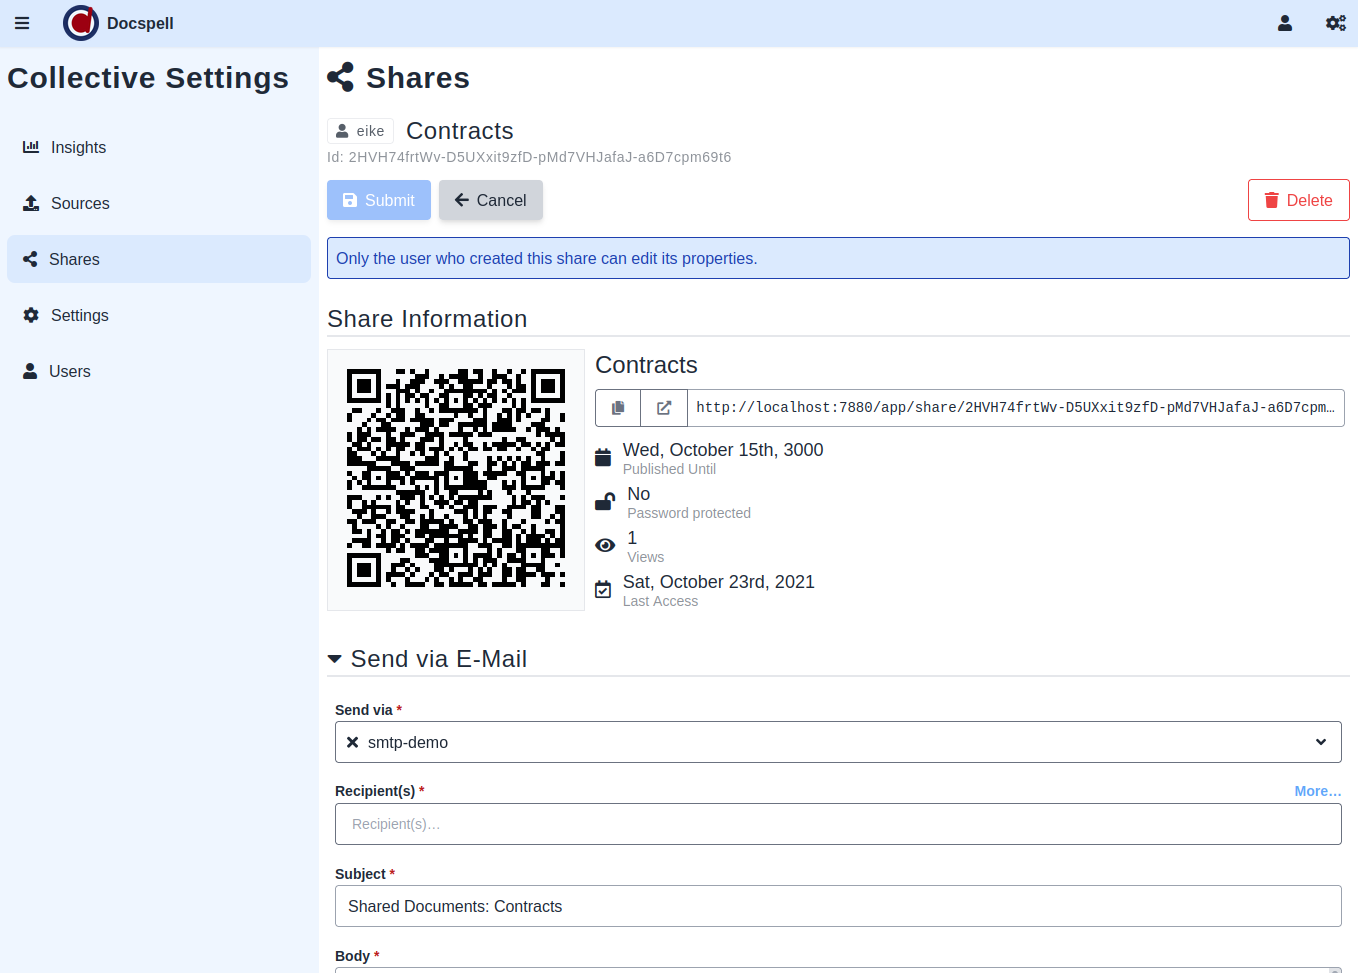 Docspell
Collective Settings
Insights
Sources
Shares
Settings
Users
Shares
eike Contracts
Id: 2HVH74frtWv-D5UXxit9zfD-pMd7VHJafaJ-a6D7cpm69t6
Submit Cancel Delete
Only the user who created this share can edit its properties.
Share Information
Contracts
http://localhost:7880/app/share/2HVH74frtWv-D5UXxit9zfD-pMd7VHJafaJ-a6D7cpm…
Wed, October 15th, 3000
Published Until
No
Password protected
1
Views
Sat, October 23rd, 2021
Last Access
Send via E-Mail
Send via *
smtp-demo
Recipient(s) * More…
Recipient(s)…
Subject *
Shared Documents: Contracts
Body *